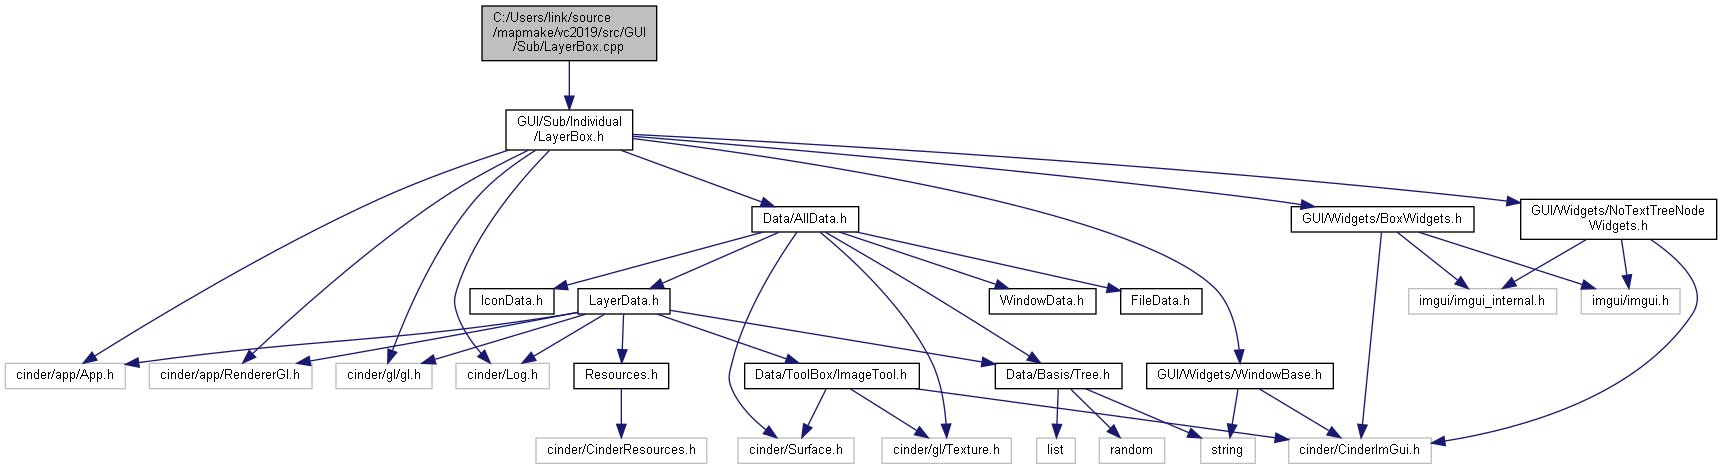 C:/Users/link/source
/mapmake/vc2019/src/GUI
/Sub/LayerBox.cpp
GUI/Sub/Individual
/LayerBox.h
Data/AllData.h
GUI/Widgets/BoxWidgets.h
GUI/Widgets/NoTextTreeNode
Widgets.h
IconData.h
LayerData.h
WindowData.h
FileData.h
imgui/imgui_internal.h
imgui/imgui.h
cinder/app/App.h
cinder/app/RendererGl.h
cinder/gl/gl.h
cinder/Log.h
Resources.h
Data/ToolBox/ImageTool.h
Data/Basis/Tree.h
GUI/Widgets/WindowBase.h
cinder/CinderResources.h
cinder/Surface.h
cinder/gl/Texture.h
list
random
string
cinder/CinderImGui.h